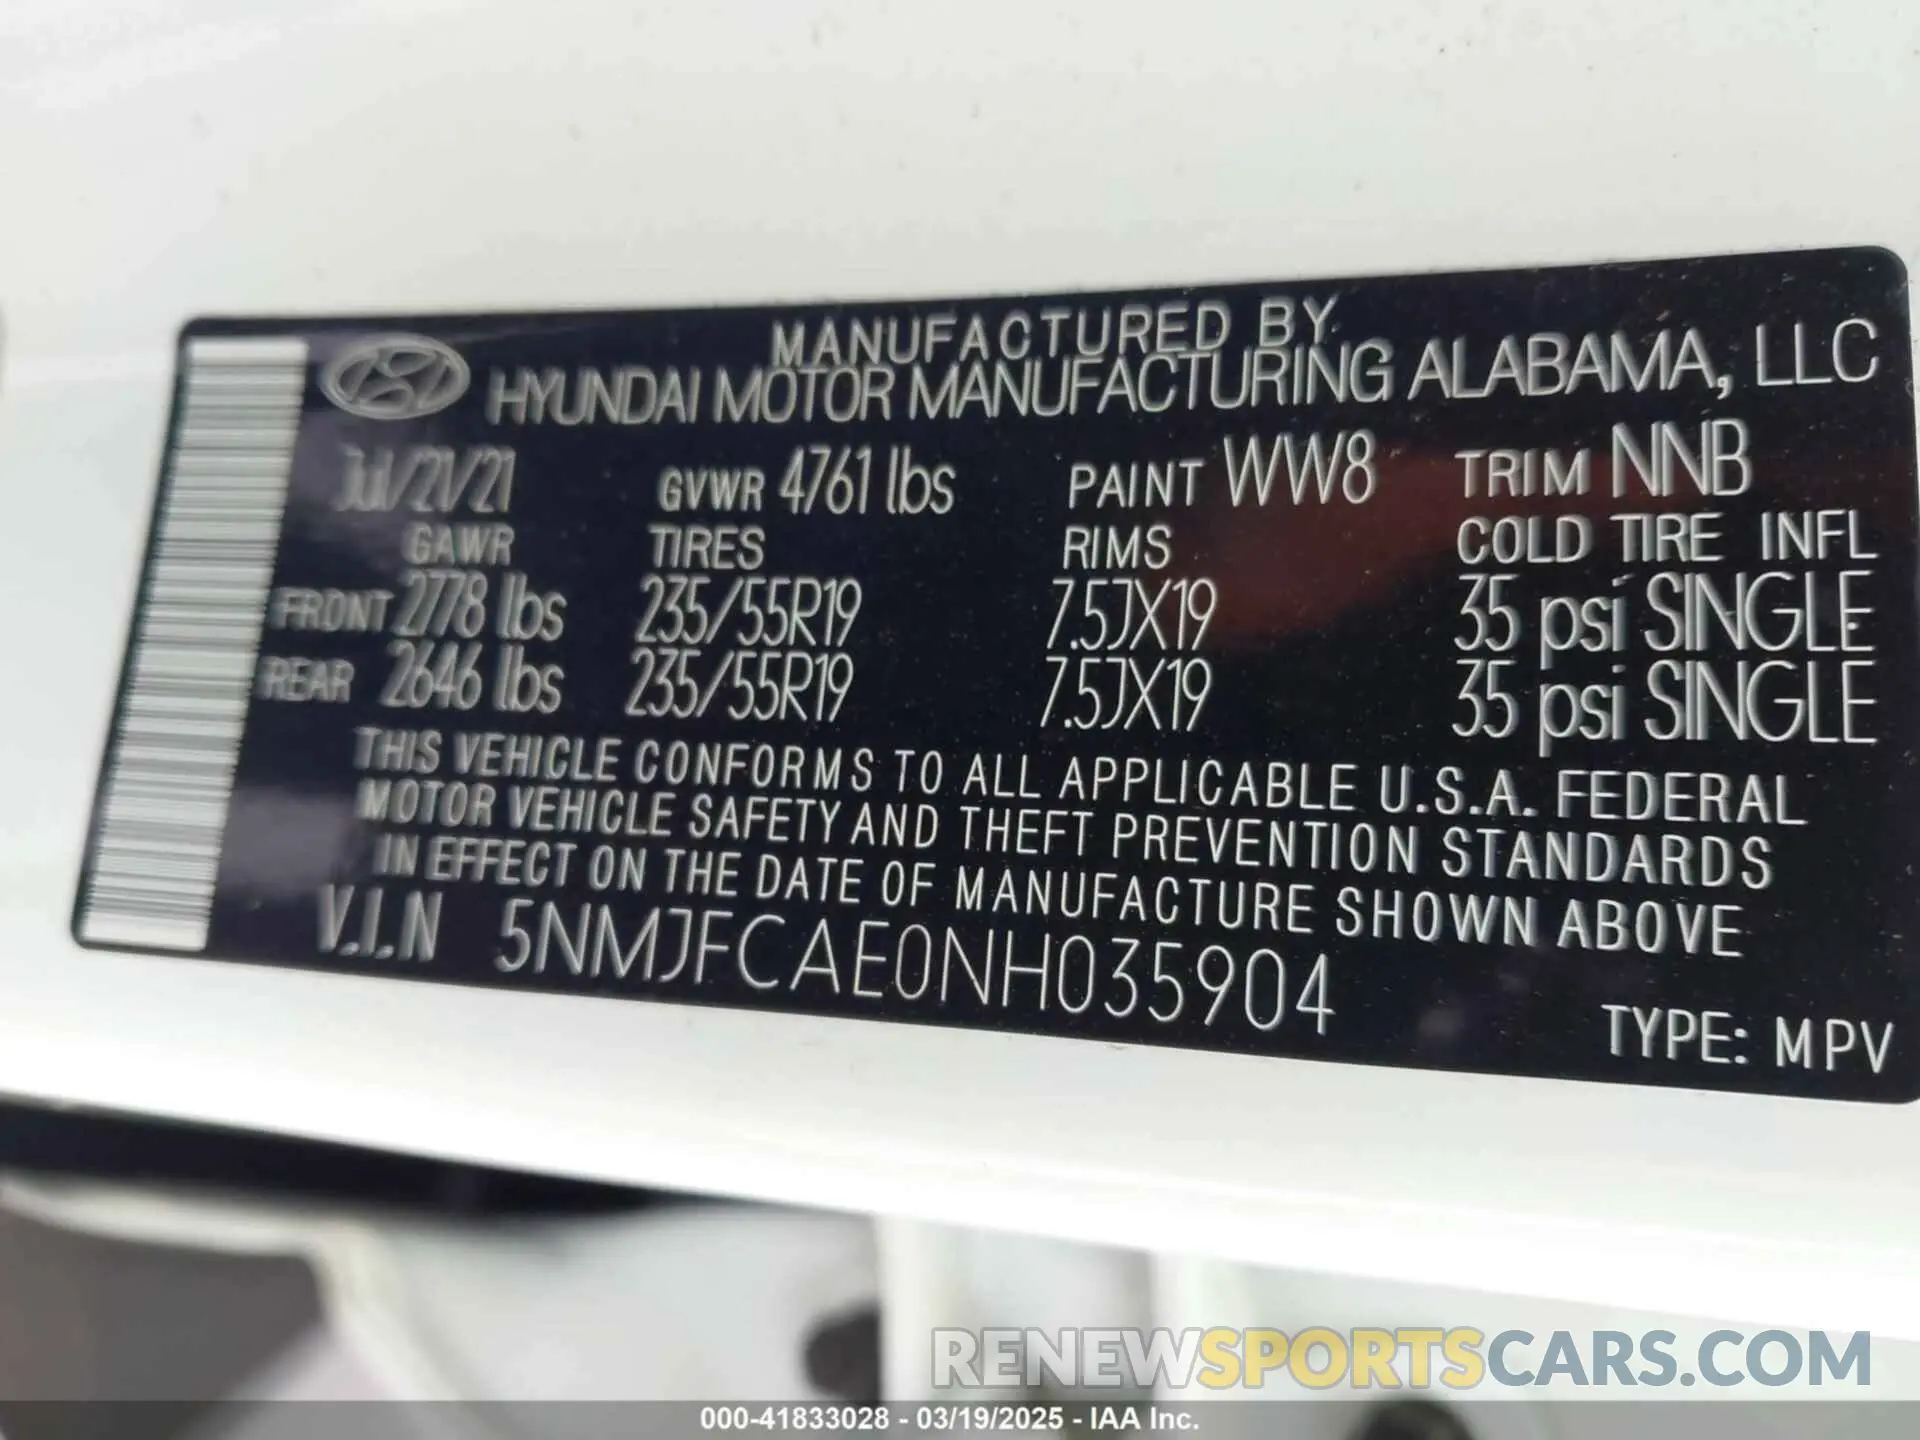 MANUFACTURED BY
HYUNDAI MOTOR MANUFACTURING ALABAMA, LLC
Jul/21/21 GVWR 4761 lbs PAINT WW8 TRIM NNB
GAWR TIRES RIMS COLD TIRE INFL
FRONT 2778 lbs 235/55R19 7.5JX19 35 psi SINGLE
REAR 2646 lbs 235/55R19 7.5JX19 35 psi SINGLE
THIS VEHICLE CONFORMS TO ALL APPLICABLE U.S.A. FEDERAL
MOTOR VEHICLE SAFETY AND THEFT PREVENTION STANDARDS
IN EFFECT ON THE DATE OF MANUFACTURE SHOWN ABOVE
V.I.N 5NMJFCAE0NH035904
TYPE: MPV
RENEWSPORTSCARS.COM
000-41833028 - 03/19/2025 - IAA Inc.